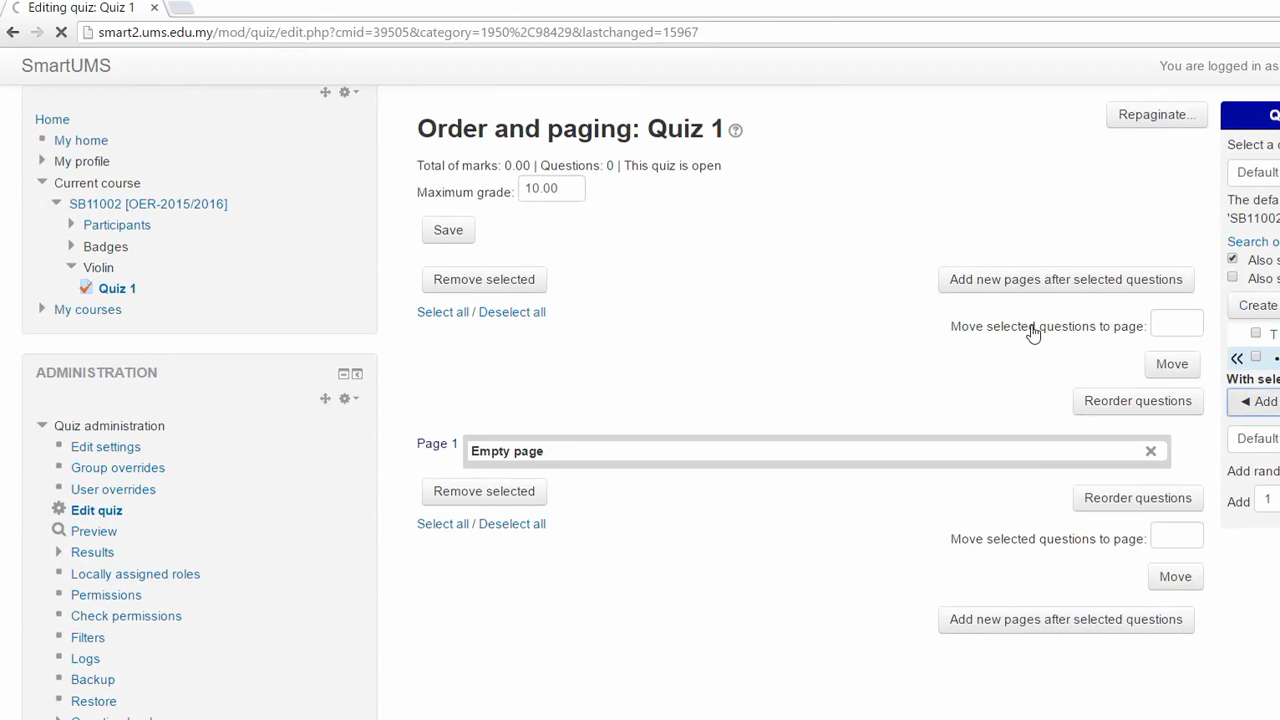 Editing quiz: Quiz 1
smart2.ums.edu.my/mod/quiz/edit.php?cmid=39505&category=1950%2C98429&lastchanged=15967
SmartUMS
You are logged in as
Home
My home
My profile
Current course
SB11002 [OER-2015/2016]
Participants
Badges
Violin
Quiz 1
My courses
ADMINISTRATION
Quiz administration
Edit settings
Group overrides
User overrides
Edit quiz
Preview
Results
Locally assigned roles
Permissions
Check permissions
Filters
Logs
Backup
Restore
Order and paging: Quiz 1
Repaginate...
Total of marks: 0.00 | Questions: 0 | This quiz is open
Maximum grade: 10.00
Save
Remove selected
Add new pages after selected questions
Select all / Deselect all
Move selected questions to page:
Move
Reorder questions
Page 1
Empty page
Remove selected
Reorder questions
Select all / Deselect all
Move selected questions to page:
Move
Add new pages after selected questions
Q
Select a
Default
The defa
'SB11002
Search o
Also s
Also s
Create
T
With sele
Add
Default
Add rand
Add 1